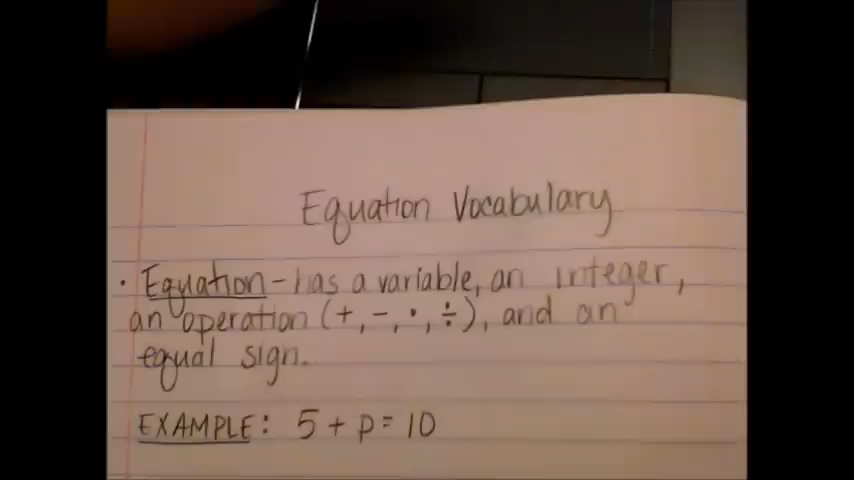 Equation Vocabulary
• Equation - has a variable, an integer,
an operation (+, -, •, ÷), and an
equal sign.
EXAMPLE: 5 + p = 10